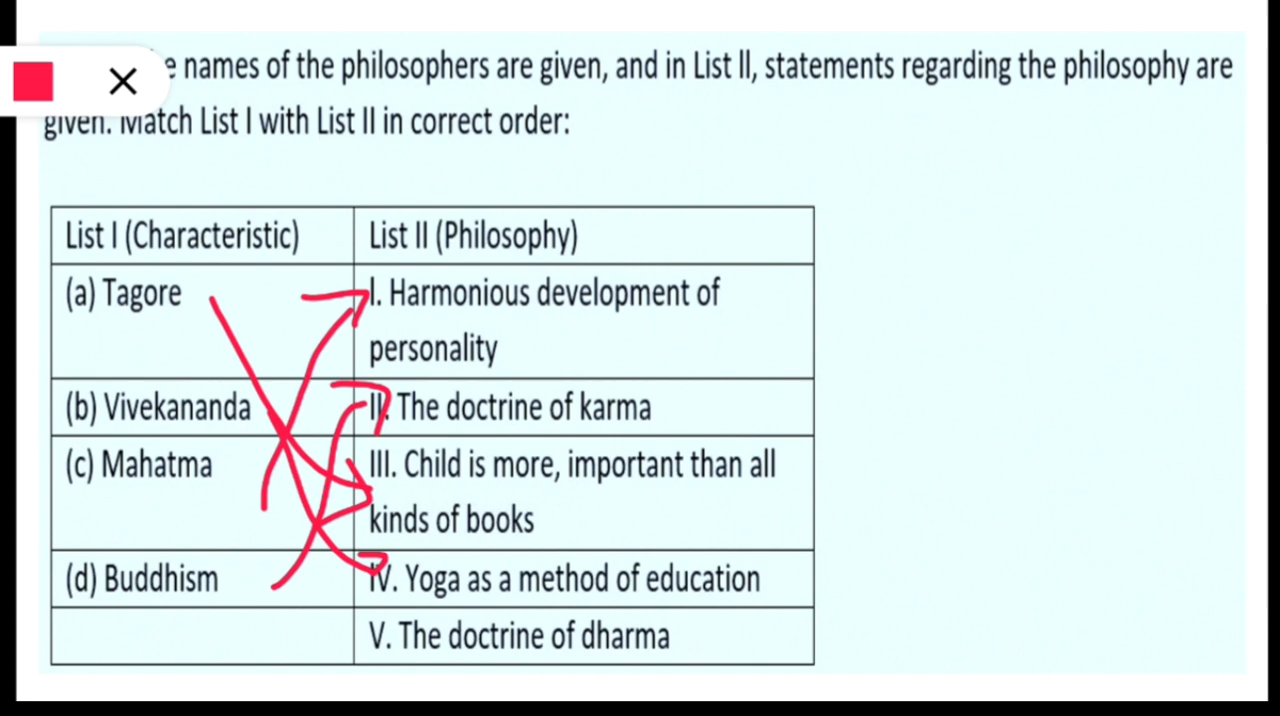 e names of the philosophers are given, and in List II, statements regarding the philosophy are
given. Match List I with List II in correct order:
List I (Characteristic) List II (Philosophy)
(a) Tagore I. Harmonious development of
personality
(b) Vivekananda II. The doctrine of karma
(c) Mahatma III. Child is more, important than all
kinds of books
(d) Buddhism IV. Yoga as a method of education
V. The doctrine of dharma